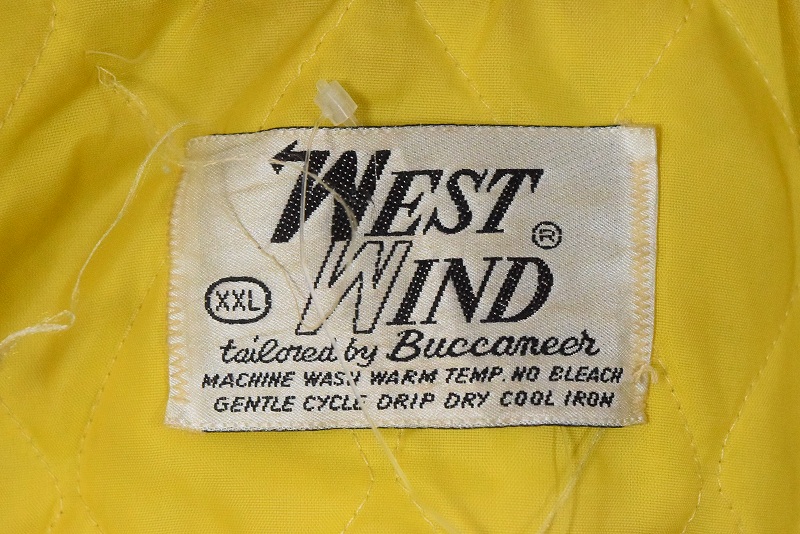 WEST
WIND ®
XXL
tailored by Buccaneer
MACHINE WASH WARM TEMP. NO BLEACH
GENTLE CYCLE DRIP DRY COOL IRON